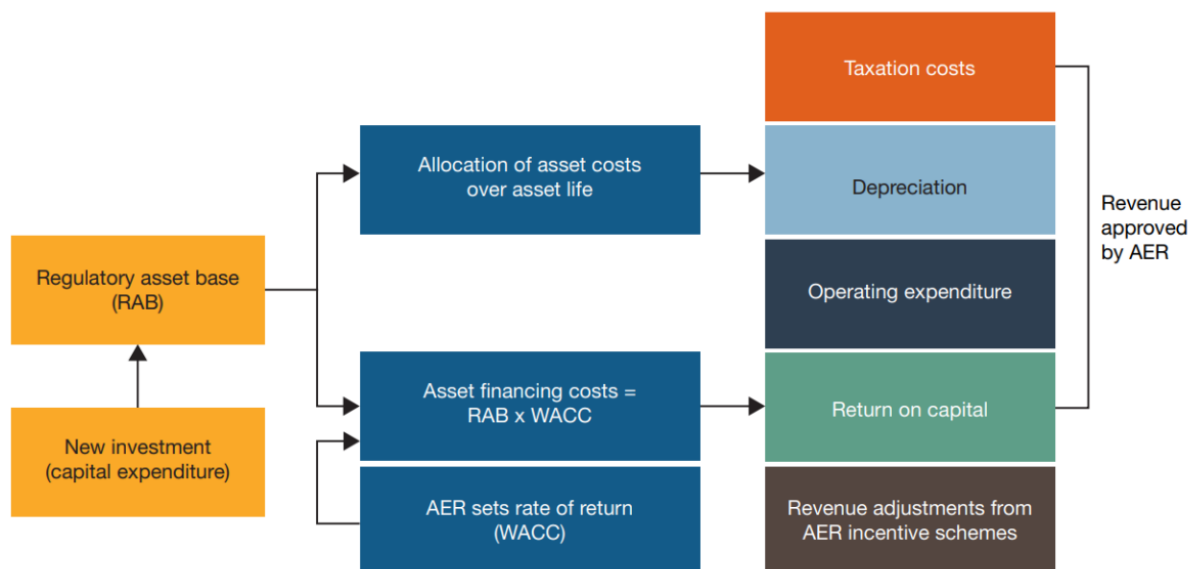 Taxation costs
Allocation of asset costs
over asset life
Depreciation
Revenue
approved
by AER
Regulatory asset base
(RAB)
Operating expenditure
Asset financing costs =
RAB x WACC
Return on capital
New investment
(capital expenditure)
AER sets rate of return
(WACC)
Revenue adjustments from
AER incentive schemes